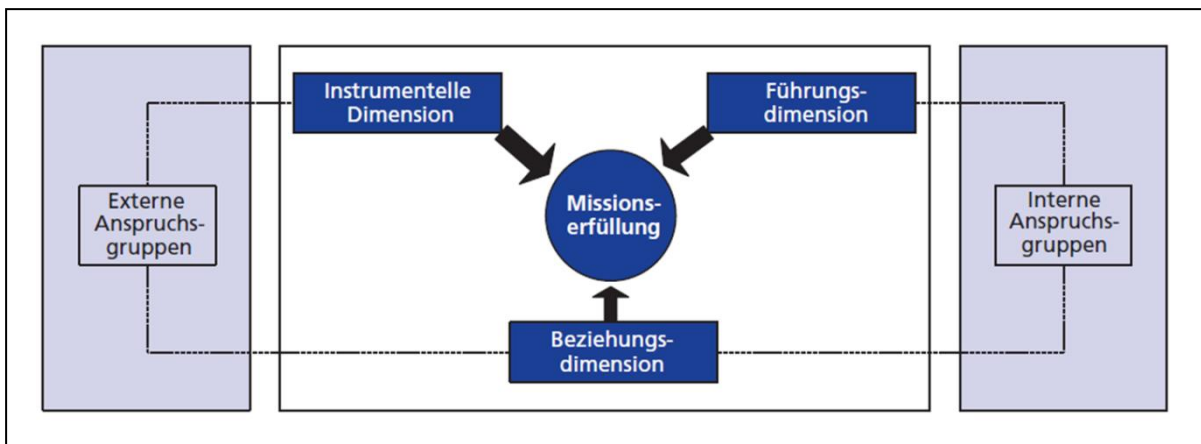 Instrumentelle
Dimension
Führungs-
dimension
Externe
Anspruchs-
gruppen
Missions-
erfüllung
Interne
Anspruchs-
gruppen
Beziehungs-
dimension